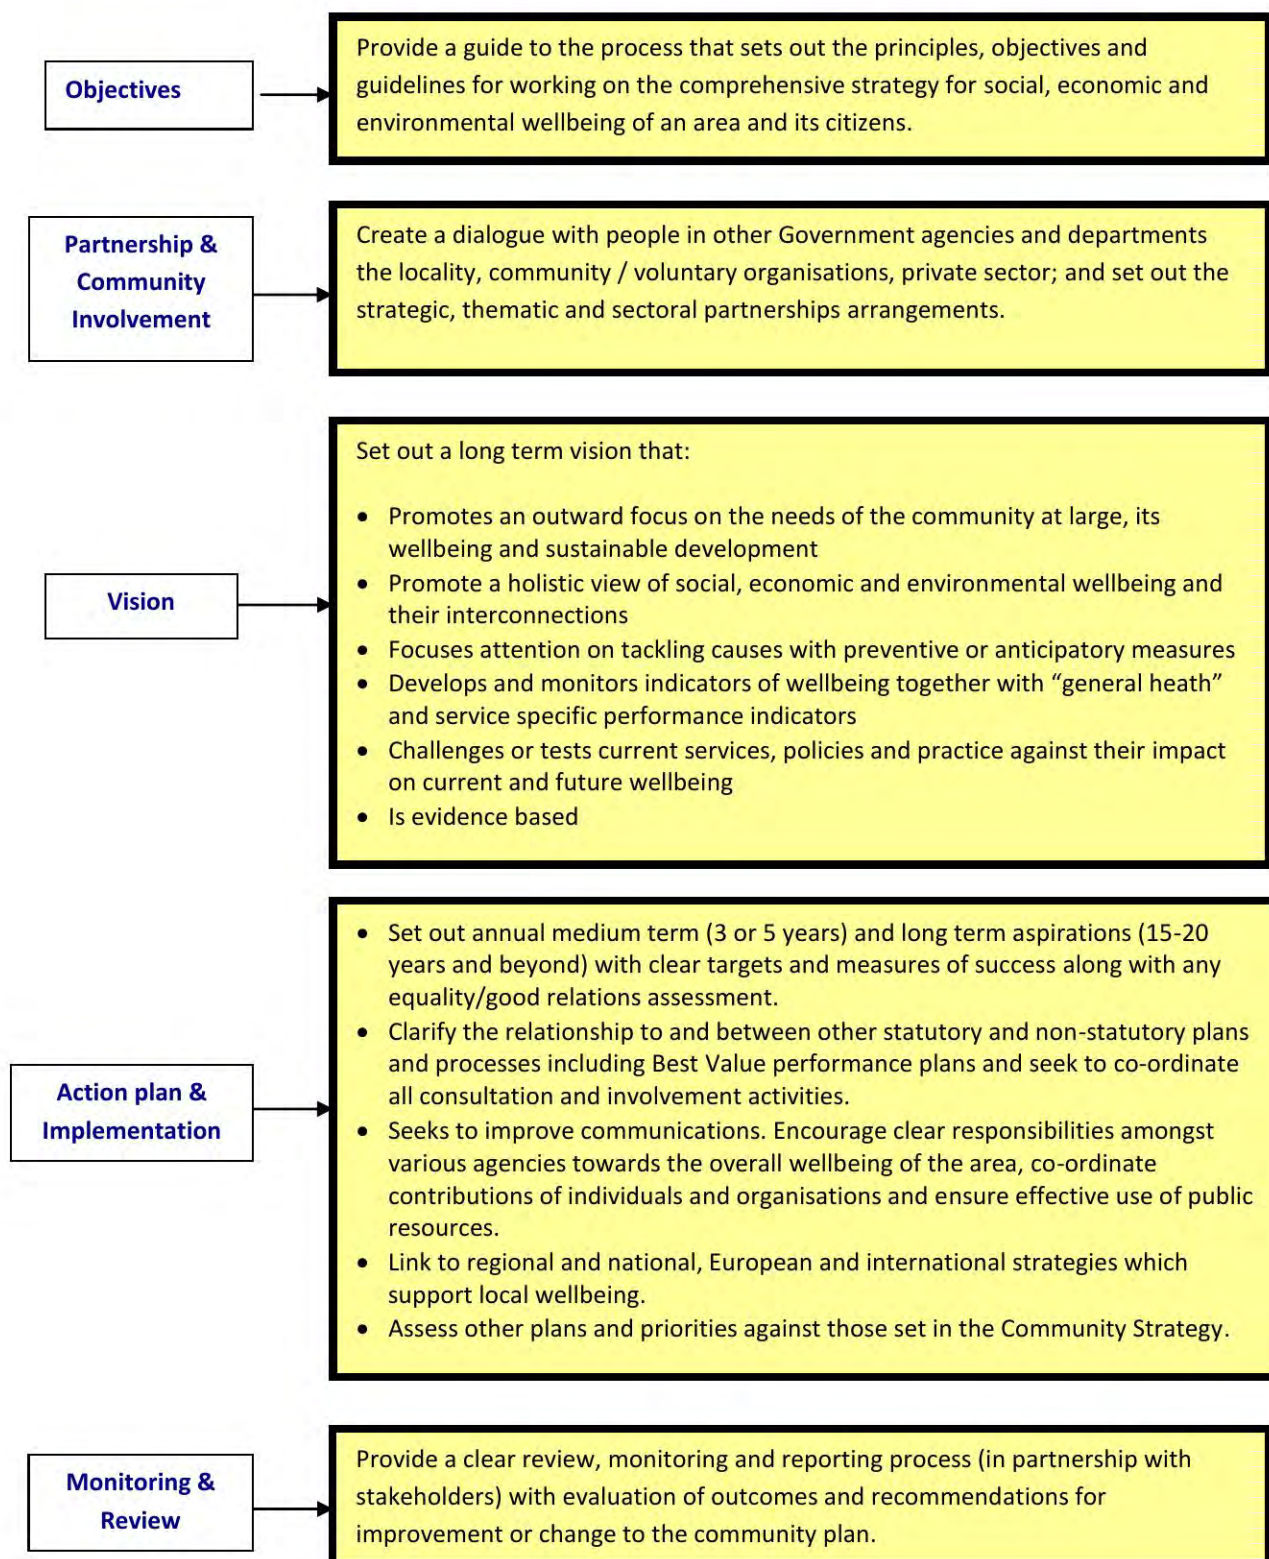 Objectives
Provide a guide to the process that sets out the principles, objectives and
guidelines for working on the comprehensive strategy for social, economic and
environmental wellbeing of an area and its citizens.
Partnership &
Community
Involvement
Create a dialogue with people in other Government agencies and departments
the locality, community / voluntary organisations, private sector; and set out the
strategic, thematic and sectoral partnerships arrangements.
Vision
Set out a long term vision that:
• Promotes an outward focus on the needs of the community at large, its
wellbeing and sustainable development
• Promote a holistic view of social, economic and environmental wellbeing and
their interconnections
• Focuses attention on tackling causes with preventive or anticipatory measures
• Develops and monitors indicators of wellbeing together with “general heath”
and service specific performance indicators
• Challenges or tests current services, policies and practice against their impact
on current and future wellbeing
• Is evidence based
Action plan &
Implementation
• Set out annual medium term (3 or 5 years) and long term aspirations (15-20
years and beyond) with clear targets and measures of success along with any
equality/good relations assessment.
• Clarify the relationship to and between other statutory and non-statutory plans
and processes including Best Value performance plans and seek to co-ordinate
all consultation and involvement activities.
• Seeks to improve communications. Encourage clear responsibilities amongst
various agencies towards the overall wellbeing of the area, co-ordinate
contributions of individuals and organisations and ensure effective use of public
resources.
• Link to regional and national, European and international strategies which
support local wellbeing.
• Assess other plans and priorities against those set in the Community Strategy.
Monitoring &
Review
Provide a clear review, monitoring and reporting process (in partnership with
stakeholders) with evaluation of outcomes and recommendations for
improvement or change to the community plan.